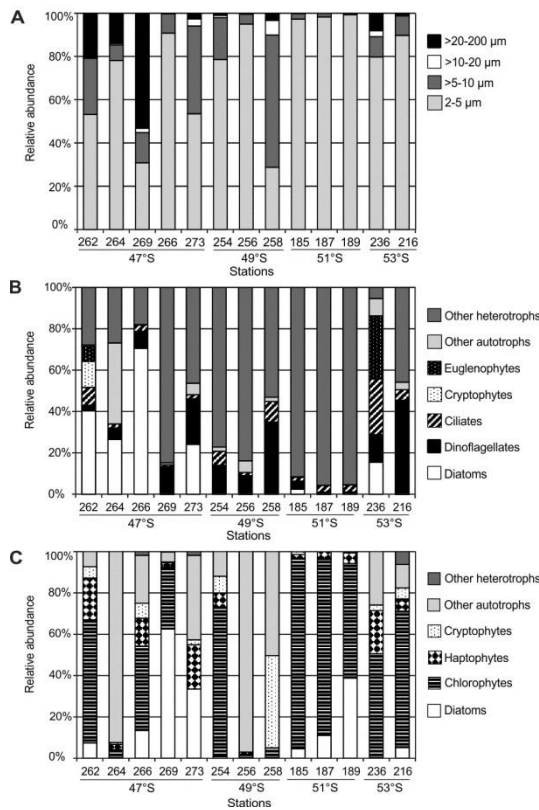 A
Relative abundance
100%
80%
60%
40%
20%
0%
>20-200 µm
>10-20 µm
>5-10 µm
2-5 µm
262 264 269 266 273 254 256 258 185 187 189 236 216
47°S 49°S 51°S 53°S
Stations
B
Relative abundance
100%
80%
60%
40%
20%
0%
Other heterotrophs
Other autotrophs
Euglenophytes
Cryptophytes
Ciliates
Dinoflagellates
Diatoms
262 264 266 269 273 254 256 258 185 187 189 236 216
47°S 49°S 51°S 53°S
Stations
C
Relative abundance
100%
80%
60%
40%
20%
0%
Other heterotrophs
Other autotrophs
Cryptophytes
Haptophytes
Chlorophytes
Diatoms
262 264 266 269 273 254 256 258 185 187 189 236 216
47°S 49°S 51°S 53°S
Stations